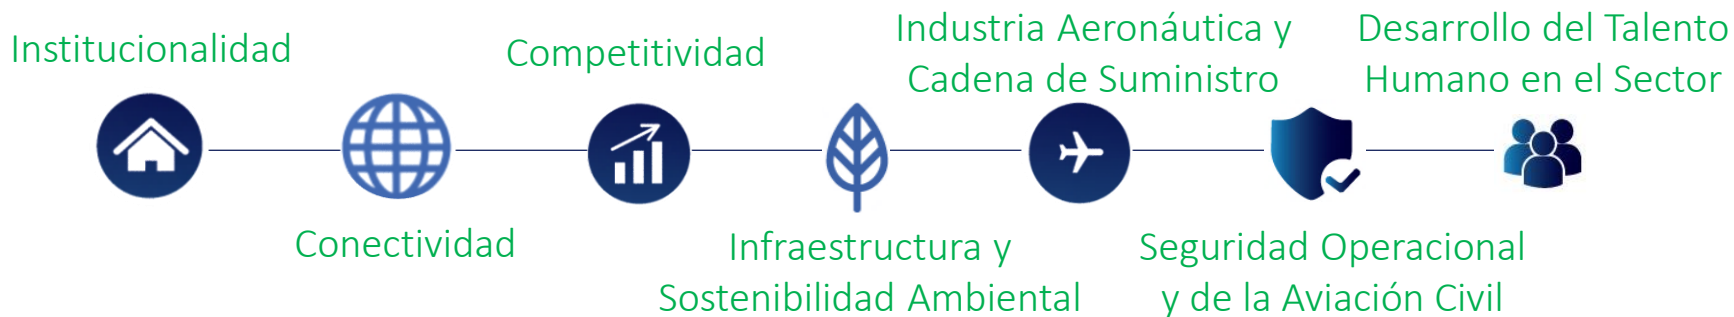 Institucionalidad
Conectividad
Competitividad
Infraestructura y
Sostenibilidad Ambiental
Industria Aeronáutica y
Cadena de Suministro
Seguridad Operacional
y de la Aviación Civil
Desarrollo del Talento
Humano en el Sector